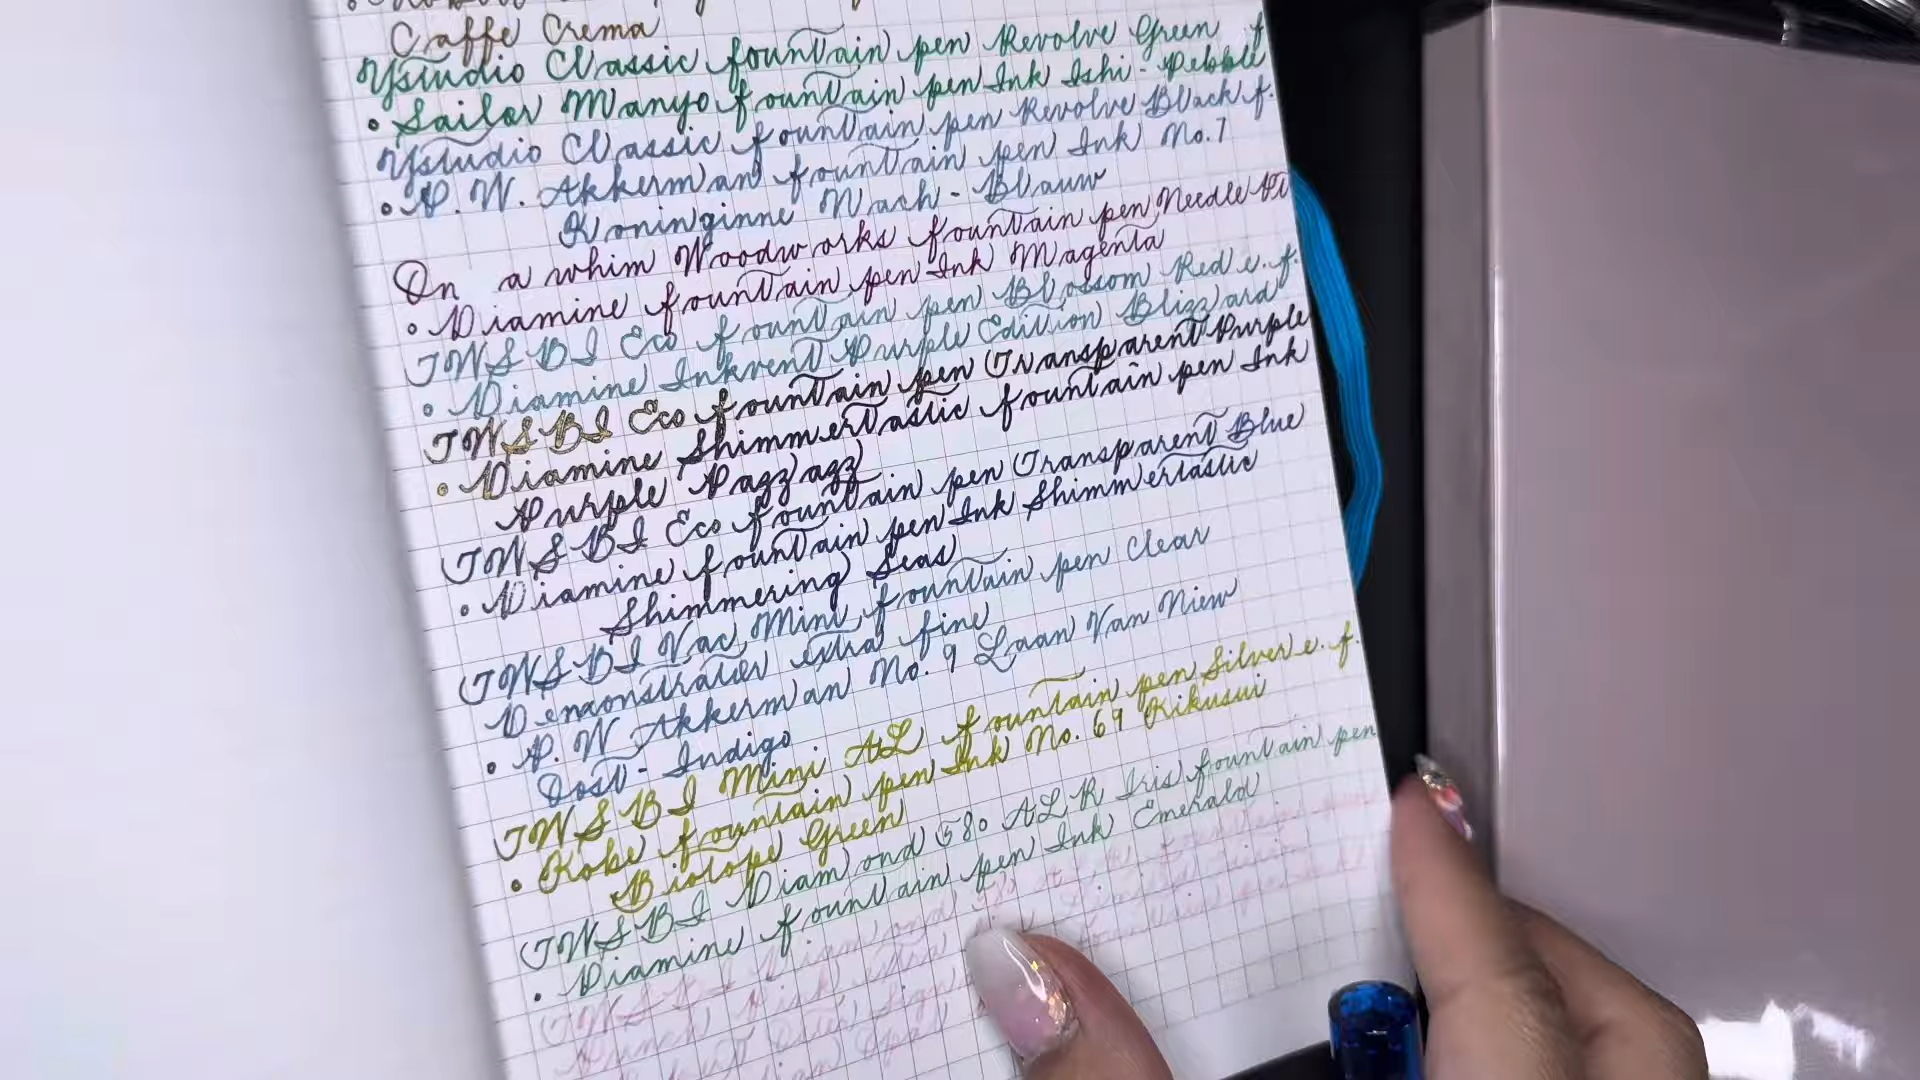 Caffe Crema
Ystudio Classic fountain pen Revolve Green f
• Sailor Manyo fountain pen Ink Ishi - Pebble
Ystudio Classic fountain pen Revolve Black f.
• P. W. Akkerman fountain pen Ink No. 7
Koninginne Nach - Blauw
On a whim Woodworks fountain pen Needle
• Diamine fountain pen Ink Magenta
TWSBI Eco fountain pen Blossom Red e. f.
• Diamine Inkvent Purple Edition Blizzard
TWSBI Eco fountain pen Transparent Purple
• Diamine Shimmertastic fountain pen Ink
Purple Pazzazz
TWSBI Eco fountain pen Transparent Blue
• Diamine fountain pen Ink Shimmertastic
Shimmering Seas
TWSBI Vac Mini fountain pen Clear
Demonstrater extra fine
• P. W Akkerman No. 9 Laan Van Niew
Oost - Indigo
TWSBI Mini AL fountain pen Silver e. f.
• Kobe fountain pen Ink No. 69 Kikusui
Biotope Green
TWSBI Diamond 580 ALR Iris fountain pen
• Diamine fountain pen Ink Emerald
TWSBI Diamond 580